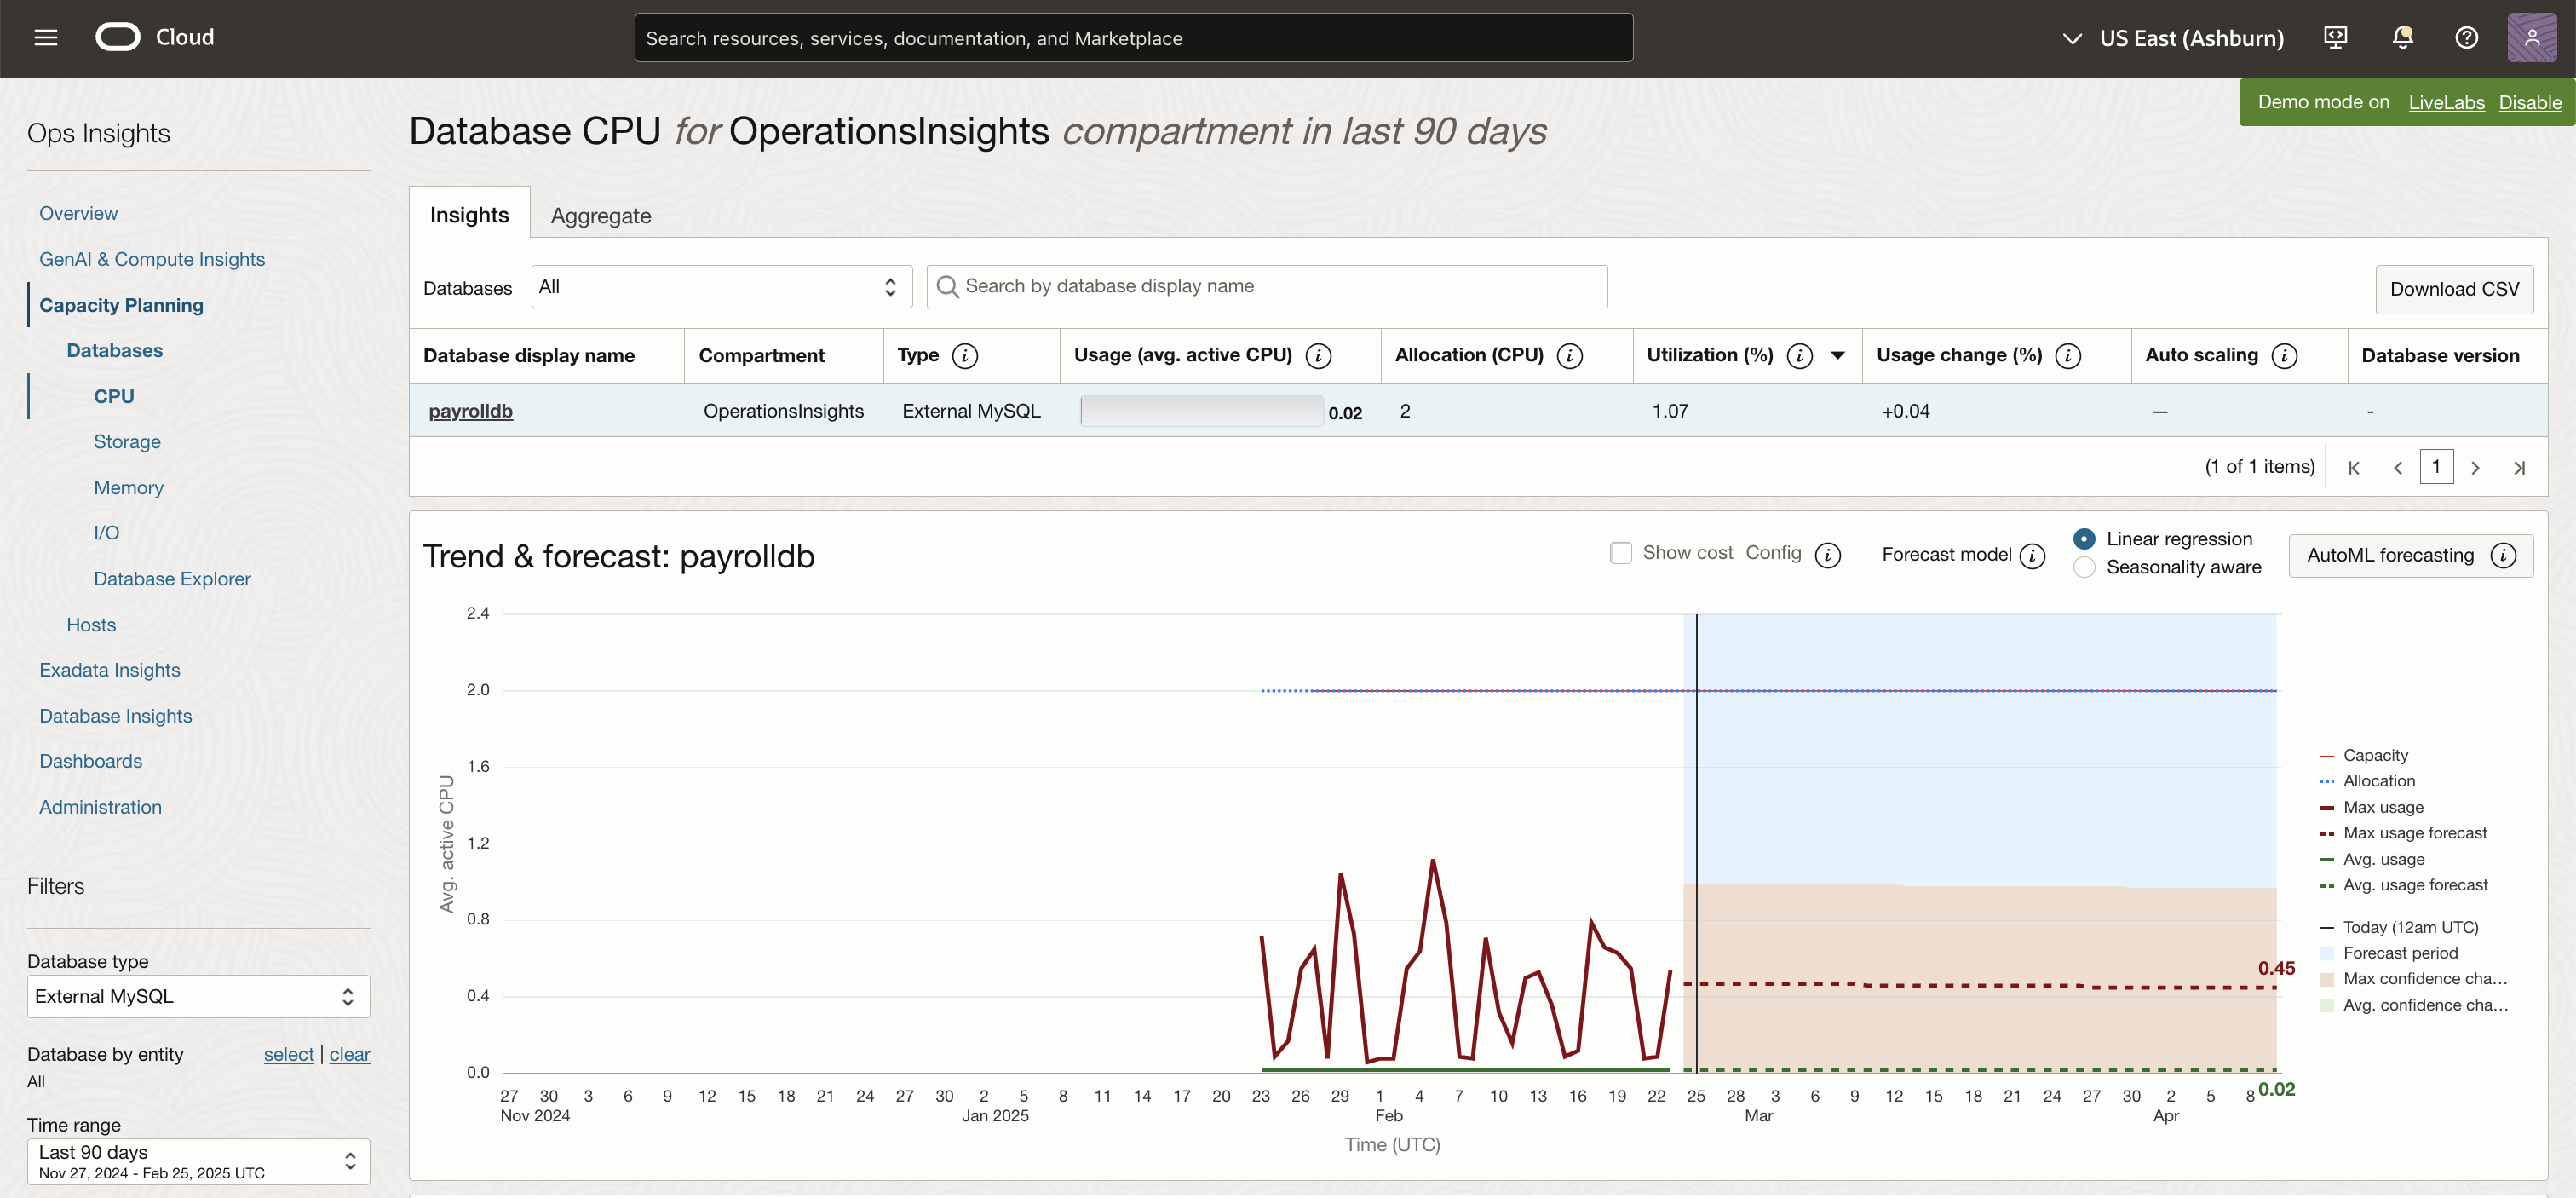 Cloud
Search resources, services, documentation, and Marketplace
US East (Ashburn)
Demo mode on LiveLabs Disable
Ops Insights
Overview
GenAI & Compute Insights
Capacity Planning
Databases
CPU
Storage
Memory
I/O
Database Explorer
Hosts
Exadata Insights
Database Insights
Dashboards
Administration
Filters
Database type
External MySQL
Database by entity select | clear
All
Time range
Last 90 days
Nov 27, 2024 - Feb 25, 2025 UTC
Database CPU for OperationsInsights compartment in last 90 days
Insights Aggregate
Databases All Search by database display name Download CSV
Database display name Compartment Type i Usage (avg. active CPU) i Allocation (CPU) i Utilization (%) i Usage change (%) i Auto scaling i Database version
payrolldb OperationsInsights External MySQL 0.02 2 1.07 +0.04 — -
(1 of 1 items) 1
Trend & forecast: payrolldb
Show cost Config i Forecast model i Linear regression
Seasonality aware
AutoML forecasting i
Avg. active CPU
2.4
2.0
1.6
1.2
0.8
0.4
0.0
0.45
0.02
27 30 3 6 9 12 15 18 21 24 27 30 2 5 8 11 14 17 20 23 26 29 1 4 7 10 13 16 19 22 25 28 3 6 9 12 15 18 21 24 27 30 2 5 8
Nov 2024 Jan 2025 Feb Mar Apr
Time (UTC)
Capacity
Allocation
Max usage
Max usage forecast
Avg. usage
Avg. usage forecast
Today (12am UTC)
Forecast period
Max confidence cha...
Avg. confidence cha...